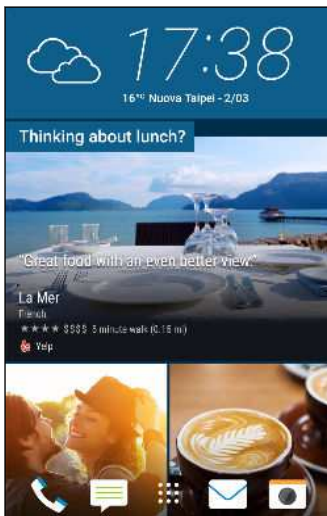 17:38
16°C Nuova Taipei - 2/03
Thinking about lunch?
"Great food with an even better view."
La Mer
French
★★★★ $$$$ 5 minute walk (0.15 mi)
Yelp